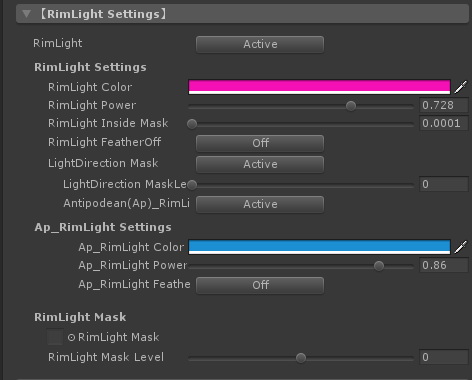 【RimLight Settings】
RimLight Active
RimLight Settings
RimLight Color
RimLight Power 0.728
RimLight Inside Mask 0.0001
RimLight FeatherOff Off
LightDirection Mask Active
LightDirection MaskLe 0
Antipodean(Ap)_RimLi Active
Ap_RimLight Settings
Ap_RimLight Color
Ap_RimLight Power 0.86
Ap_RimLight Feathe Off
RimLight Mask
RimLight Mask
RimLight Mask Level 0